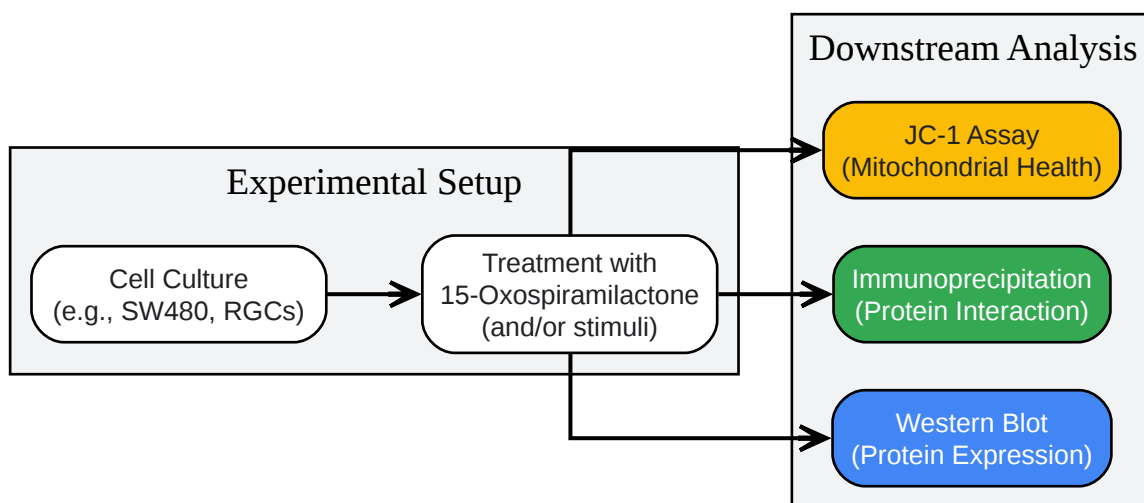 Experimental Setup
Cell Culture
(e.g., SW480, RGCs)
Treatment with
15-Oxospiramilactone
(and/or stimuli)
Downstream Analysis
JC-1 Assay
(Mitochondrial Health)
Immunoprecipitation
(Protein Interaction)
Western Blot
(Protein Expression)